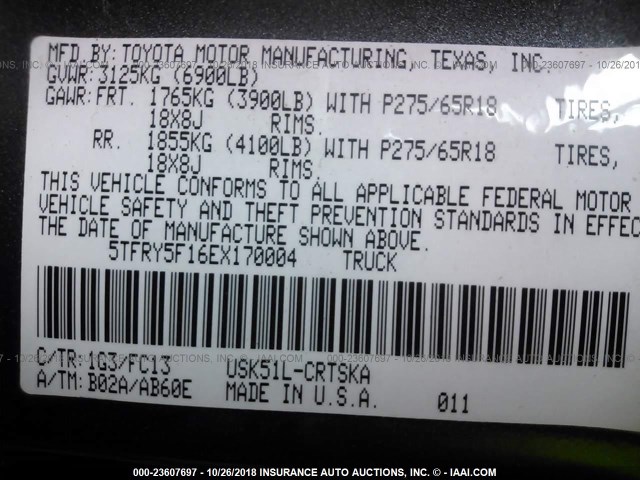 MFD BY: TOYOTA MOTOR MANUFACTURING, TEXAS, INC.
GVWR: 3125KG (6900LB)
GAWR: FRT. 1765KG (3900LB) WITH P275/65R18 TIRES,
18X8J RIMS.
RR. 1855KG (4100LB) WITH P275/65R18 TIRES,
18X8J RIMS.
THIS VEHICLE CONFORMS TO ALL APPLICABLE FEDERAL MOTOR
VEHICLE SAFETY AND THEFT PREVENTION STANDARDS IN EFFEC
THE DATE OF MANUFACTURE SHOWN ABOVE.
5TFRY5F16EX170004 TRUCK
C/TR: 1G3/FC13 USK51L-CRTSKA
A/TM: B02A/AB60E MADE IN U.S.A. 011
000-23607697 - 10/26/2018 INSURANCE AUTO AUCTIONS, INC. - © - IAAI.COM